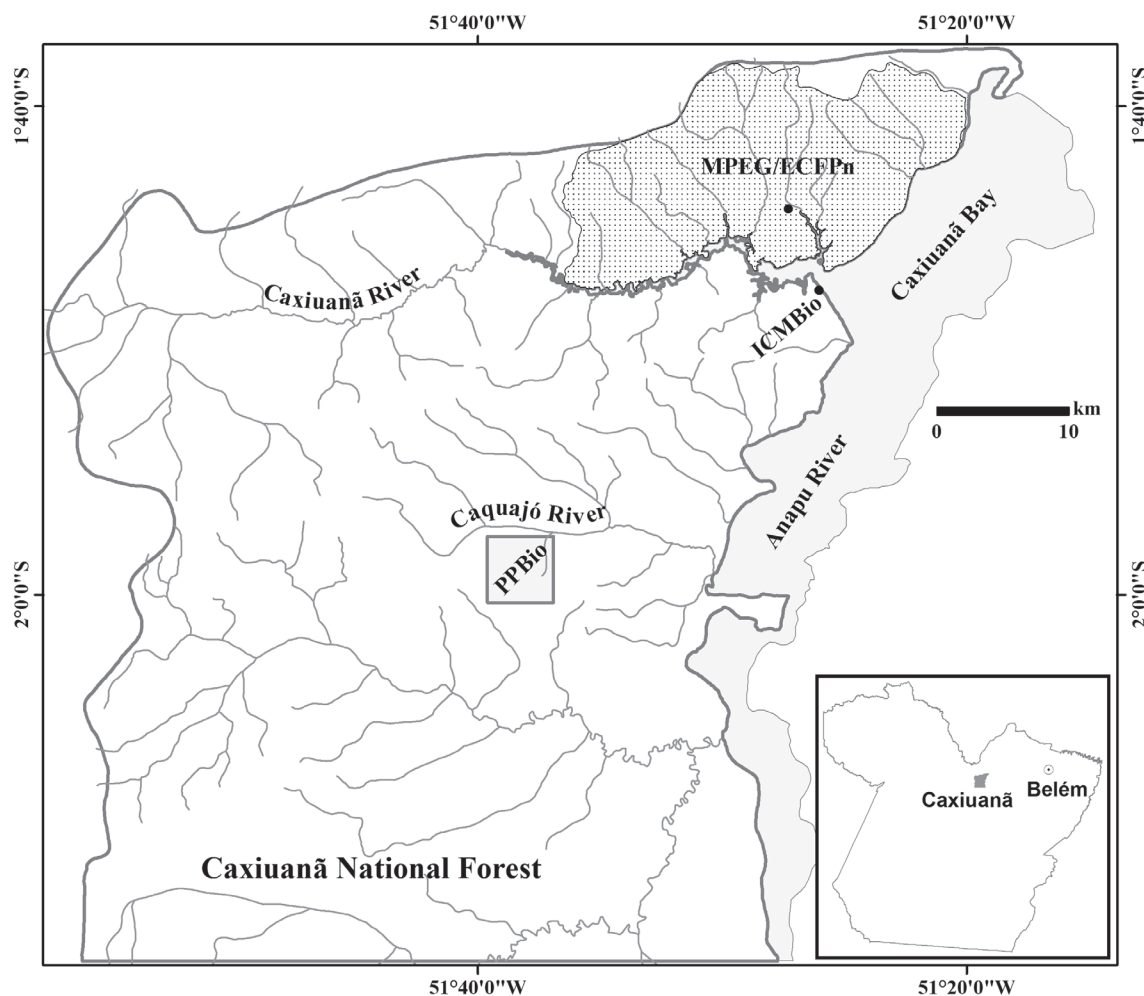 51°40'0"W 51°20'0"W
1°40'0"S
1°40'0"S
MPEG/ECFPn
Caxiuanã Bay
Caxiuanã River
ICMBio
km
0 10
Anapu River
Caquajó River
PPBio
2°0'0"S
2°0'0"S
Caxiuanã
Belém
Caxiuanã National Forest
51°40'0"W 51°20'0"W